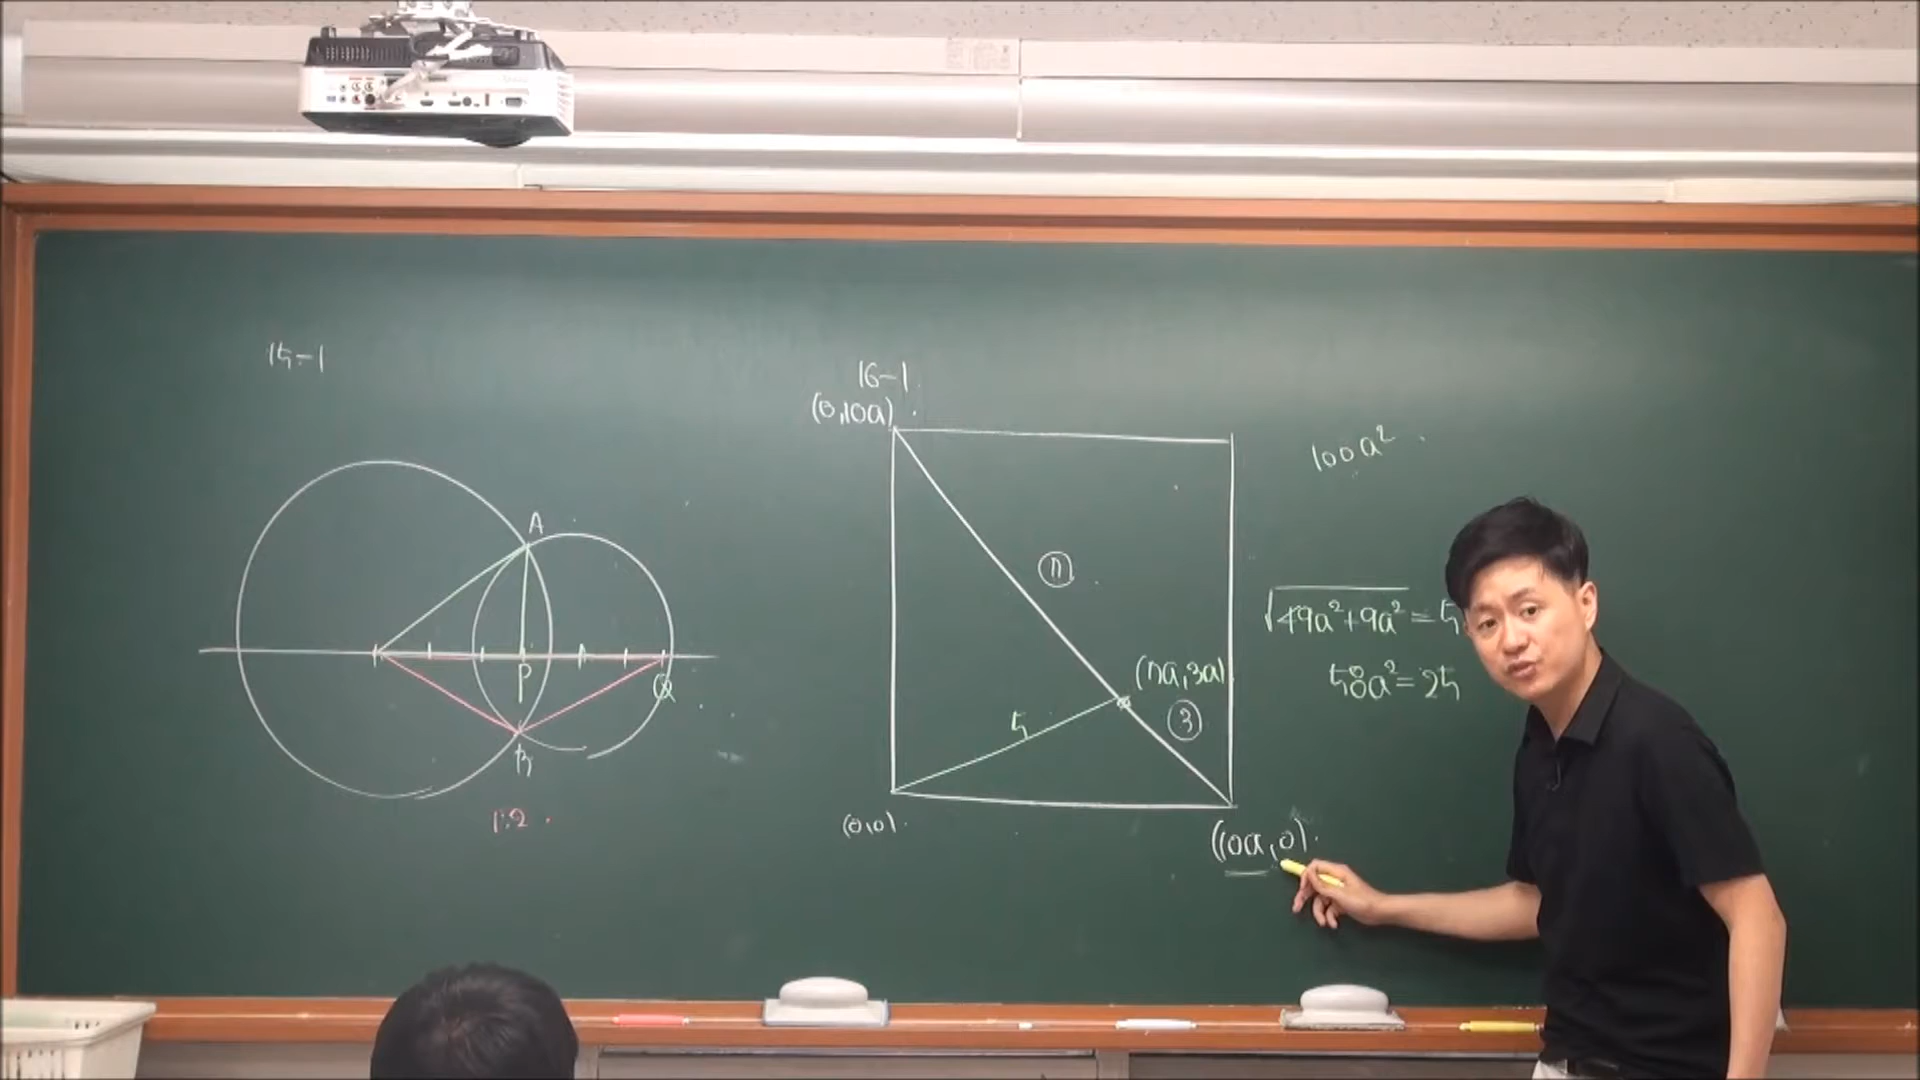 15-1
A
P
Q
B
1:2
16-1
(0,10a)
⑦
(7a,3a)
5
③
(0,0)
(10a,0)
100a²
√49a²+9a² = 5
58a² = 25